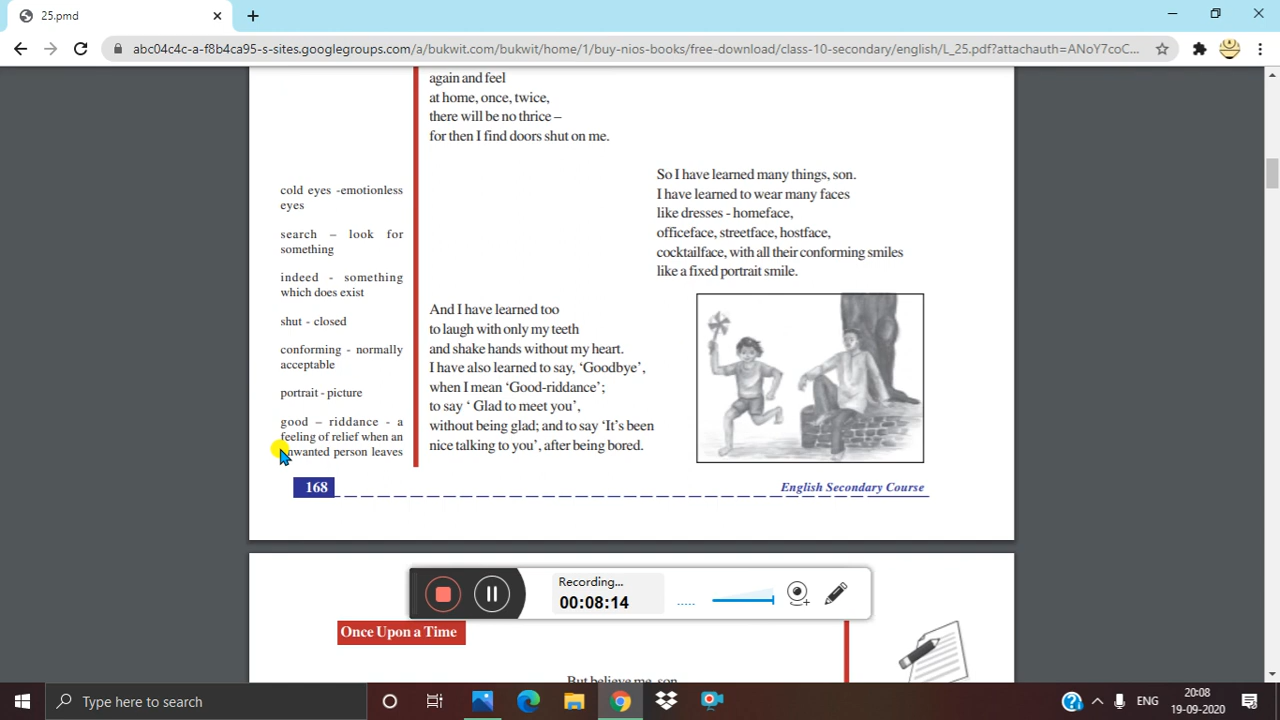 25.pmd
abc04c4c-a-f8b4ca95-s-sites.googlegroups.com/a/bukwit.com/bukwit/home/1/buy-nios-books/free-download/class-10-secondary/english/L_25.pdf?attachauth=ANoY7coC...
again and feel
at home, once, twice,
there will be no thrice –
for then I find doors shut on me.
So I have learned many things, son.
I have learned to wear many faces
like dresses - homeface,
officeface, streetface, hostface,
cocktailface, with all their conforming smiles
like a fixed portrait smile.
And I have learned too
to laugh with only my teeth
and shake hands without my heart.
I have also learned to say, ‘Goodbye’,
when I mean ‘Good-riddance’;
to say ‘ Glad to meet you’,
without being glad; and to say ‘It’s been
nice talking to you’, after being bored.
cold eyes -emotionless
eyes
search – look for
something
indeed - something
which does exist
shut - closed
conforming - normally
acceptable
portrait - picture
good – riddance - a
feeling of relief when an
unwanted person leaves
168
English Secondary Course
Recording...
00:08:14
Once Upon a Time
But believe me, son
Type here to search
ENG
20:08
19-09-2020